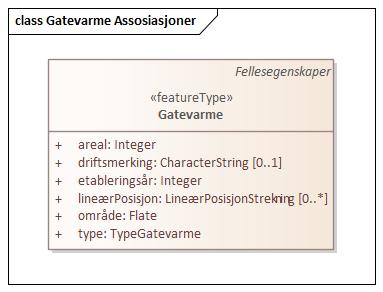 class Gatevarme Assosiasjoner
Fellesegenskaper
«featureType»
Gatevarme
+ areal: Integer
+ driftsmerking: CharacterString [0..1]
+ etableringsår: Integer
+ lineærPosisjon: LineærPosisjonStrekning [0..*]
+ område: Flate
+ type: TypeGatevarme